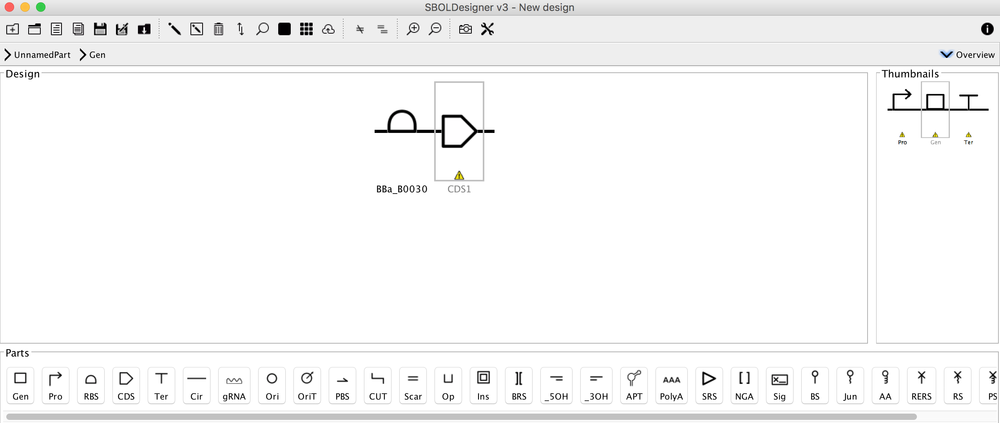 SBOLDesigner v3 - New design
UnnamedPart Gen Overview
Design
Thumbnails
BBa_B0030 CDS1
Pro Gen Ter
Parts
AAA
Gen Pro RBS CDS Ter Cir gRNA Ori OriT PBS CUT Scar Op Ins BRS _5OH _3OH APT PolyA SRS NGA Sig BS Jun AA RERS RS PS